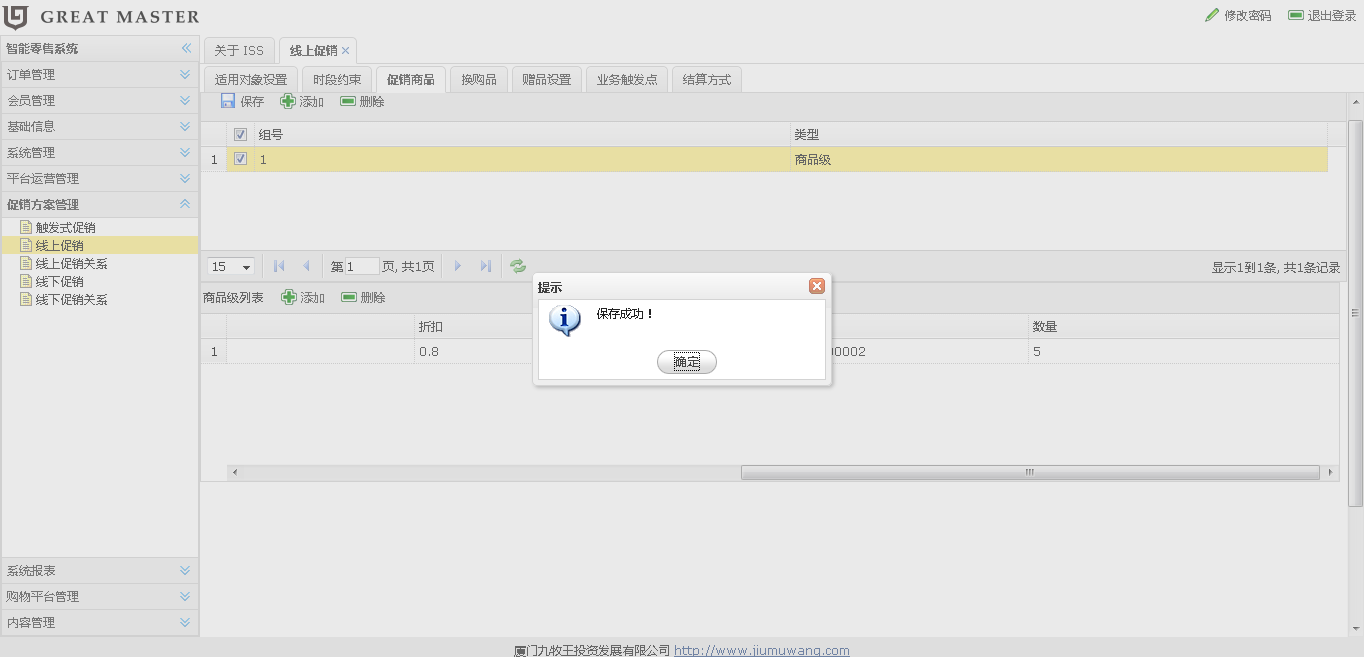 GREAT MASTER
修改密码 退出登录
智能零售系统
订单管理
会员管理
基础信息
系统管理
平台运营管理
促销方案管理
触发式促销
线上促销
线上促销关系
线下促销
线下促销关系
系统报表
购物平台管理
内容管理
关于 ISS 线上促销
适用对象设置 时段约束 促销商品 换购品 赠品设置 业务触发点 结算方式
保存 添加 删除
组号 类型
1 1 商品级
15 第 1 页, 共1页 显示1到1条, 共1条记录
商品级列表 添加 删除
折扣 数量
1 0.8 00002 5
提示
保存成功！
确定
厦门九牧王投资发展有限公司 http://www.jiumuwang.com